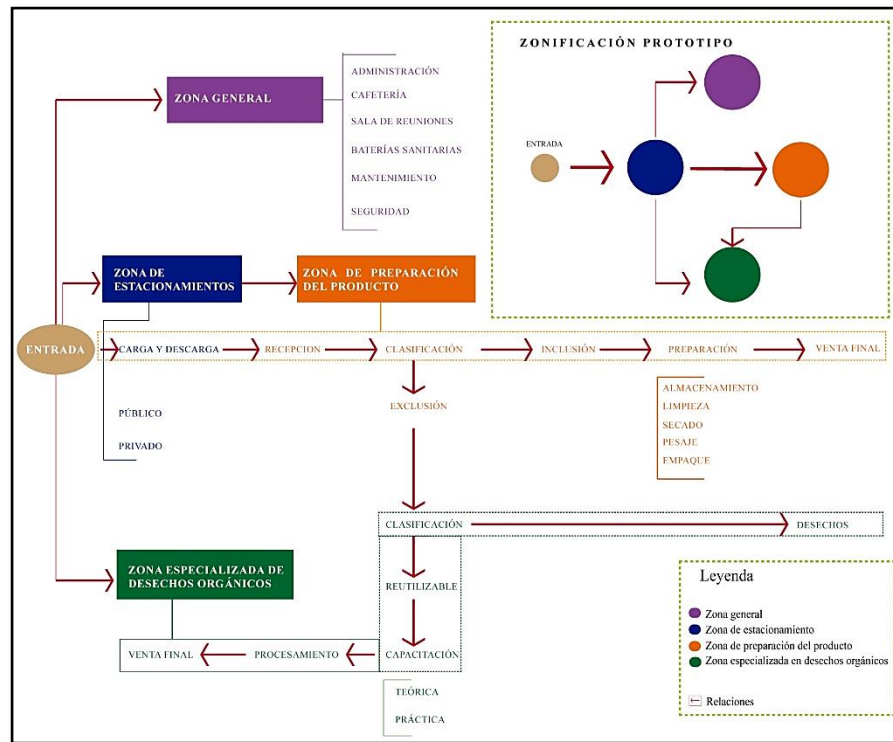 ZONIFICACIÓN PROTOTIPO
ENTRADA
ZONA GENERAL
ADMINISTRACIÓN
CAFETERÍA
SALA DE REUNIONES
BATERÍAS SANITARIAS
MANTENIMIENTO
SEGURIDAD
ZONA DE
ESTACIONAMIENTOS
ZONA DE PREPARACIÓN
DEL PRODUCTO
ENTRADA
CARGA Y DESCARGA
RECEPCION
CLASIFICACIÓN
INCLUSIÓN
PREPARACIÓN
VENTA FINAL
PÚBLICO
PRIVADO
EXCLUSIÓN
ALMACENAMIENTO
LIMPIEZA
SECADO
PESAJE
EMPAQUE
CLASIFICACIÓN
DESECHOS
ZONA ESPECIALIZADA DE
DESECHOS ORGÁNICOS
REUTILIZABLE
VENTA FINAL
PROCESAMIENTO
CAPACITACIÓN
TEÓRICA
PRÁCTICA
Leyenda
Zona general
Zona de estacionamiento
Zona de preparación del producto
Zona especializada en desechos orgánicos
Relaciones